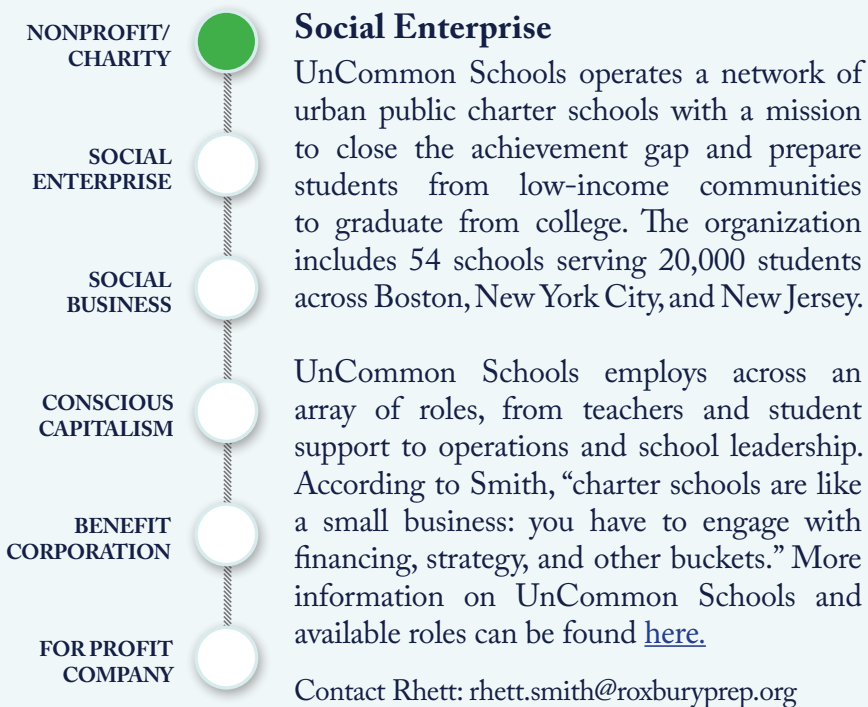 NONPROFIT/
CHARITY
SOCIAL
ENTERPRISE
SOCIAL
BUSINESS
CONSCIOUS
CAPITALISM
BENEFIT
CORPORATION
FOR PROFIT
COMPANY
Social Enterprise
UnCommon Schools operates a network of
urban public charter schools with a mission
to close the achievement gap and prepare
students from low-income communities
to graduate from college. The organization
includes 54 schools serving 20,000 students
across Boston, New York City, and New Jersey.
UnCommon Schools employs across an
array of roles, from teachers and student
support to operations and school leadership.
According to Smith, “charter schools are like
a small business: you have to engage with
financing, strategy, and other buckets.” More
information on UnCommon Schools and
available roles can be found here.
Contact Rhett: rhett.smith@roxburyprep.org